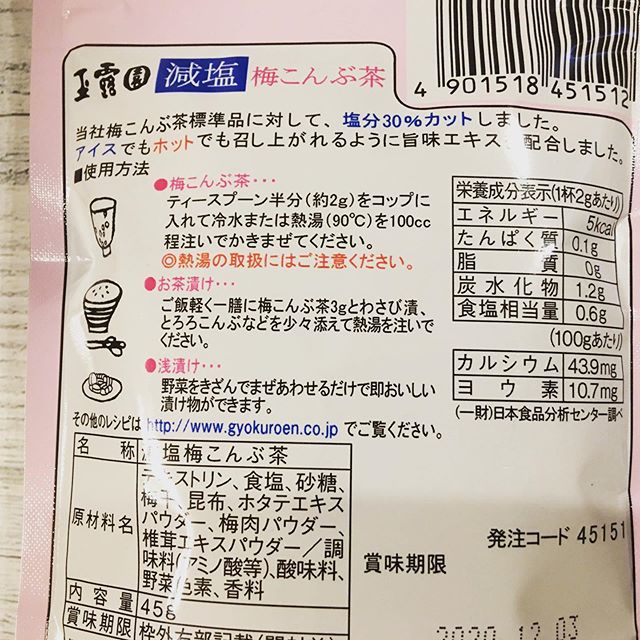 玉露園 減塩 梅こんぶ茶
4 901518 451512
当社梅こんぶ茶標準品に対して、塩分30%カットしました。
アイスでもホットでも召し上がれるように旨味エキス 配合しました。
■使用方法
●梅こんぶ茶・・・
ティースプーン半分(約2g)をコップに
入れて冷水または熱湯(90℃)を100cc
程注いでかきまぜてください。
◎熱湯の取扱にはご注意ください。
●お茶漬け・・・
ご飯軽く一膳に梅こんぶ茶3gとわさび漬、
とろろこんぶなどを少々添えて熱湯を注いで
ください。
●浅漬け・・・
野菜をきざんでまぜあわせるだけで即おいしい
漬け物ができます。
その他のレシピは http://www.gyokuroen.co.jp でご覧ください。
栄養成分表示(1杯2gあたり)
エネルギー 5kcal
たんぱく質 0.1g
脂質 0g
炭水化物 1.2g
食塩相当量 0.6g
(100gあたり)
カルシウム 43.9mg
ヨウ素 10.7mg
(一財)日本食品分析センター調べ
名称 減塩梅こんぶ茶
原材料名 デキストリン、食塩、砂糖、
梅干、昆布、ホタテエキス
パウダー、梅肉パウダー、
椎茸エキスパウダー/調
味料(アミノ酸等)、酸味料、
野菜色素、香料
内容量 45g
賞味期限 枠外右部記載(開封前)
発注コード 45151
賞味期限
2020.12.03